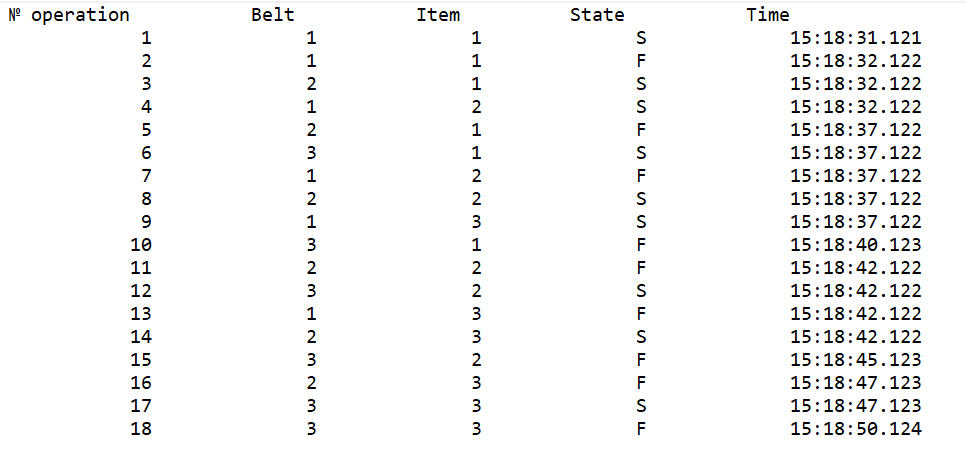 № operation Belt Item State Time
1 1 1 S 15:18:31.121
2 1 1 F 15:18:32.122
3 2 1 S 15:18:32.122
4 1 2 S 15:18:32.122
5 2 1 F 15:18:37.122
6 3 1 S 15:18:37.122
7 1 2 F 15:18:37.122
8 2 2 S 15:18:37.122
9 1 3 S 15:18:37.122
10 3 1 F 15:18:40.123
11 2 2 F 15:18:42.122
12 3 2 S 15:18:42.122
13 1 3 F 15:18:42.122
14 2 3 S 15:18:42.122
15 3 2 F 15:18:45.123
16 2 3 F 15:18:47.123
17 3 3 S 15:18:47.123
18 3 3 F 15:18:50.124